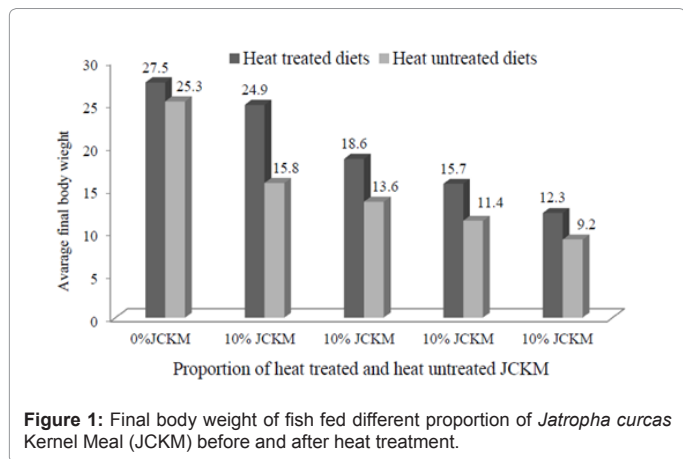 ■Heat treated diets ■Heat untreated diets
Avarage final body wieght
30
25
20
15
10
5
0
27.5
25.3
24.9
15.8
18.6
13.6
15.7
11.4
12.3
9.2
0%JCKM 10% JCKM 10% JCKM 10% JCKM 10% JCKM
Proportion of heat treated and heat untreated JCKM
Figure 1: Final body weight of fish fed different proportion of Jatropha curcas
Kernel Meal (JCKM) before and after heat treatment.